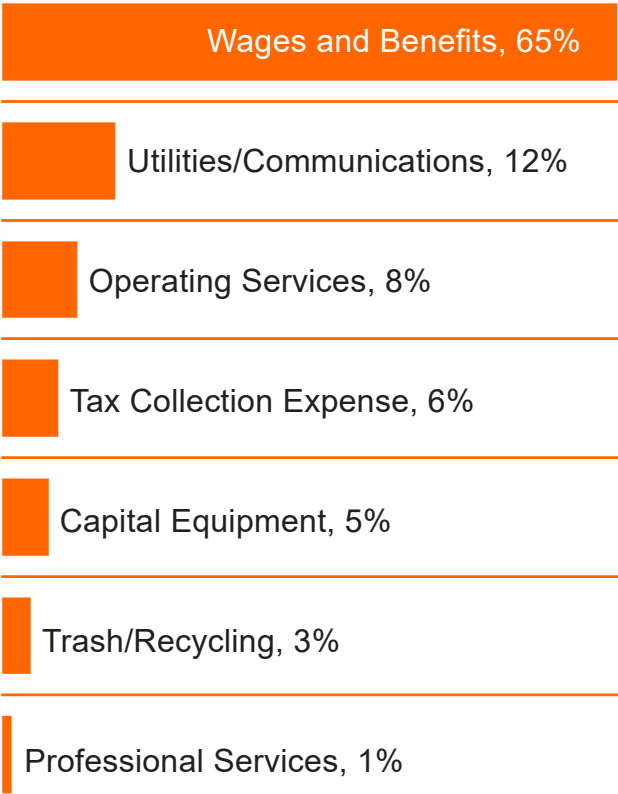 Wages and Benefits, 65%
Utilities/Communications, 12%
Operating Services, 8%
Tax Collection Expense, 6%
Capital Equipment, 5%
Trash/Recycling, 3%
Professional Services, 1%